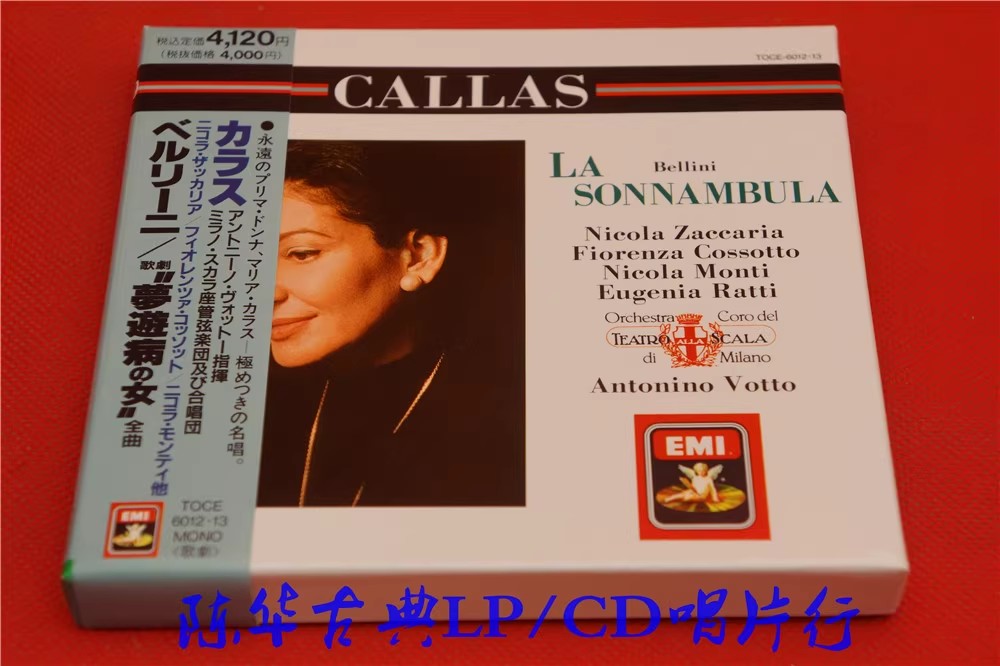 税込定価4,120円
（税抜価格 4,000円）
●永遠のプリマ・ドンナ、マリア・カラス─極めつきの名唱。
カラス
アントニーノ・ヴォットー指揮
ミラノ・スカラ座管弦楽団及び合唱団
ニコラ・ザッカリア／フィオレンツァ・コッソット／ニコラ・モンティ他
ベルリーニ／歌劇“夢遊病の女”全曲
EMI
TOCE
6012・13
MONO
《歌劇》
TOCE-6012・13
CALLAS
Bellini
LA
SONNAMBULA
Nicola Zaccaria
Fiorenza Cossotto
Nicola Monti
Eugenia Ratti
Orchestra Coro del
TEATRO ALLA SCALA
di Milano
Antonino Votto
EMI
陈华古典LP/CD唱片行